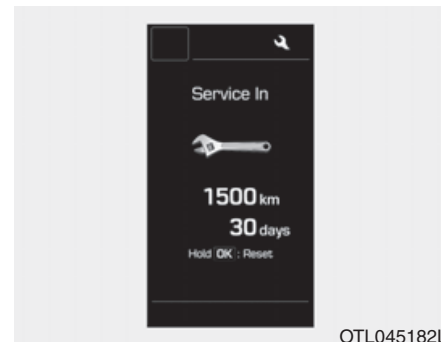 Service In
1500 km
30 days
Hold OK : Reset
OTL045182L